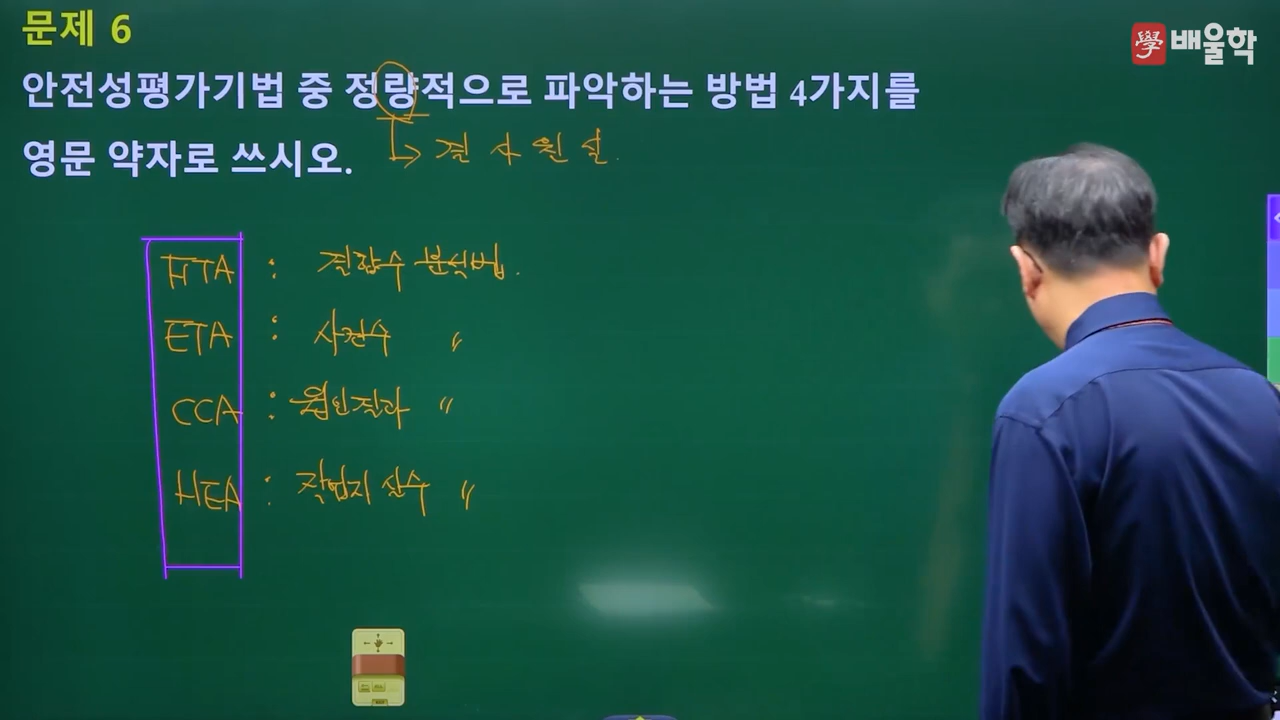 문제 6
學 배울학
안전성평가기법 중 정량적으로 파악하는 방법 4가지를
영문 약자로 쓰시오.
→ 결 사 원 실.
FTA : 결함수 분석법.
ETA : 사건수 〃
CCA : 원인결과 〃
HEA : 작업자 실수 〃